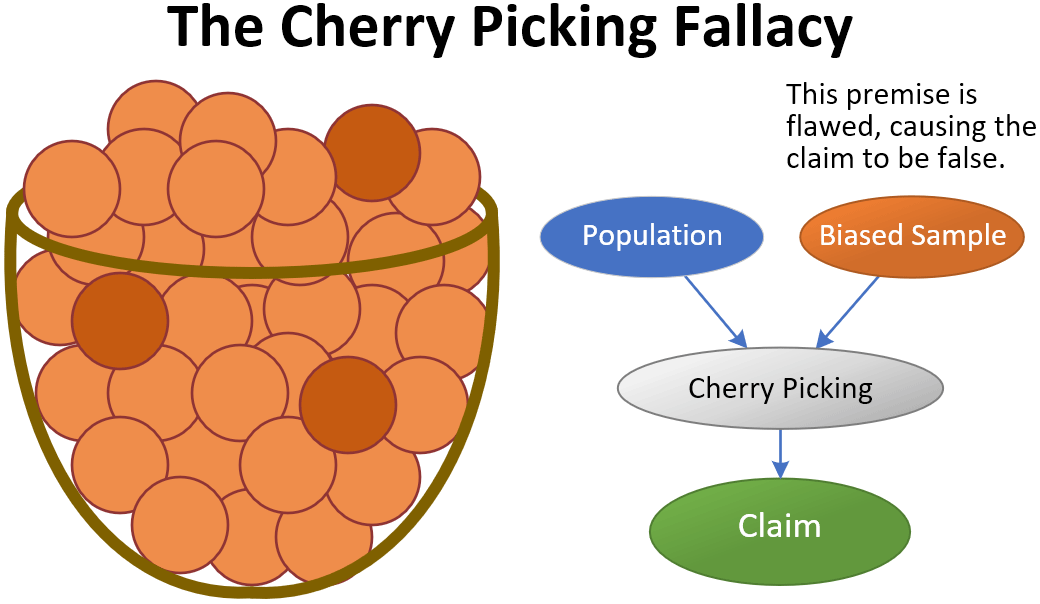 The Cherry Picking Fallacy
This premise is
flawed, causing the
claim to be false.
Population
Biased Sample
Cherry Picking
Claim